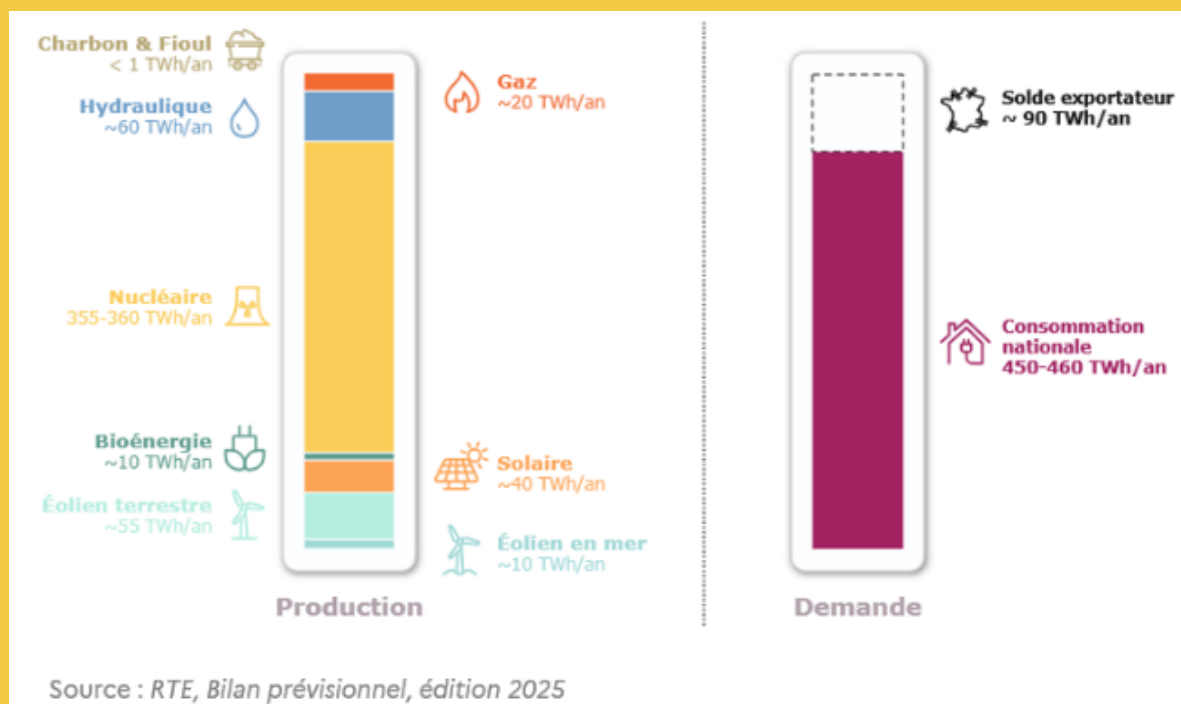 Charbon & Fioul
< 1 TWh/an
Hydraulique
~60 TWh/an
Gaz
~20 TWh/an
Nucléaire
355-360 TWh/an
Bioénergie
~10 TWh/an
Solaire
~40 TWh/an
Éolien terrestre
~55 TWh/an
Éolien en mer
~10 TWh/an
Production
Solde exportateur
~ 90 TWh/an
Consommation
nationale
450-460 TWh/an
Demande
Source : RTE, Bilan prévisionnel, édition 2025